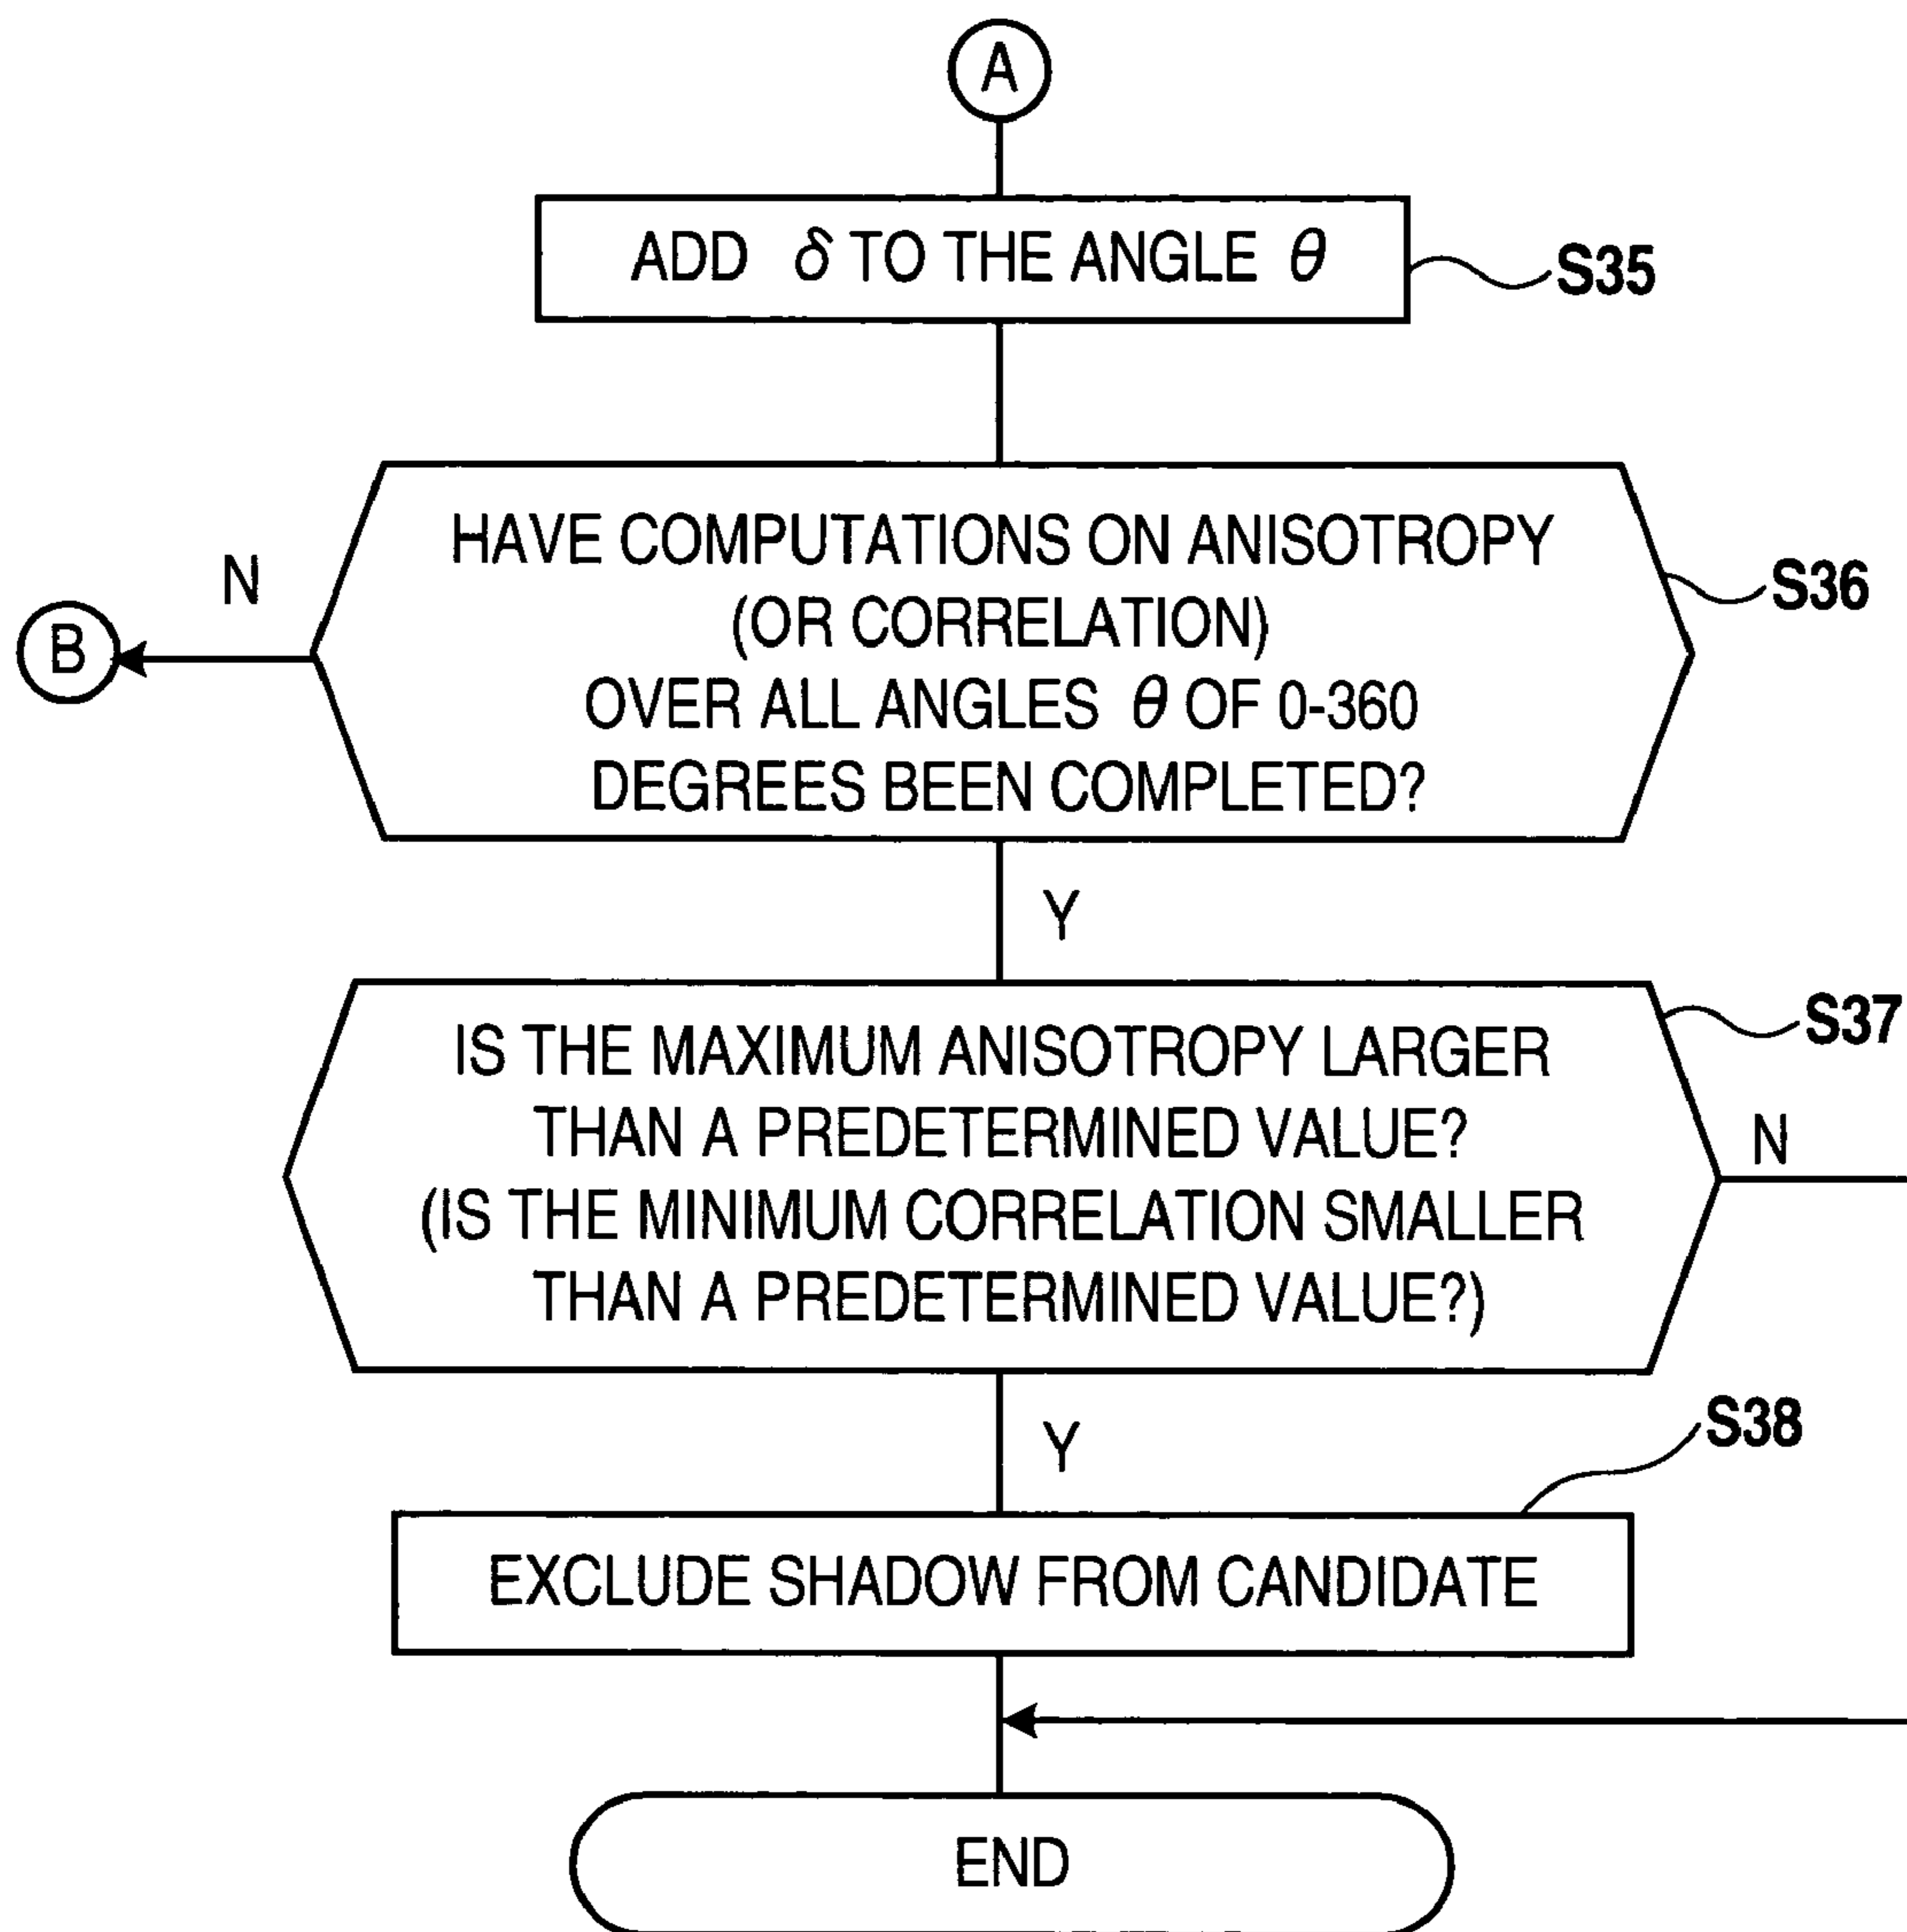 A
ADD δ TO THE ANGLE θ
S35
HAVE COMPUTATIONS ON ANISOTROPY
(OR CORRELATION)
OVER ALL ANGLES θ OF 0-360
DEGREES BEEN COMPLETED?
S36
N
B
Y
IS THE MAXIMUM ANISOTROPY LARGER
THAN A PREDETERMINED VALUE?
(IS THE MINIMUM CORRELATION SMALLER
THAN A PREDETERMINED VALUE?)
S37
N
Y
S38
EXCLUDE SHADOW FROM CANDIDATE
END